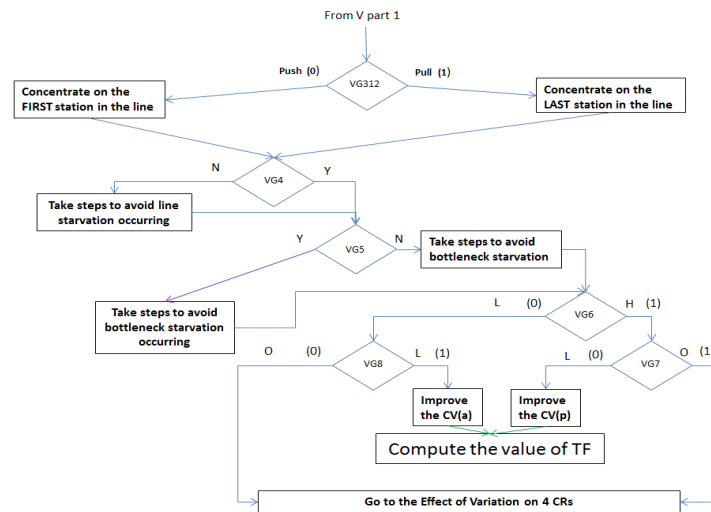 From V part 1
Push (0)
Pull (1)
VG312
Concentrate on the
FIRST station in the line
Concentrate on the
LAST station in the line
N
Y
VG4
Take steps to avoid line
starvation occurring
Y
N
VG5
Take steps to avoid
bottleneck starvation
Take steps to avoid
bottleneck starvation
occurring
L (0)
H (1)
VG6
O (0)
L (1)
VG8
L (0)
O (1
VG7
Improve
the CV(a)
Improve
the CV(p)
Compute the value of TF
Go to the Effect of Variation on 4 CRs